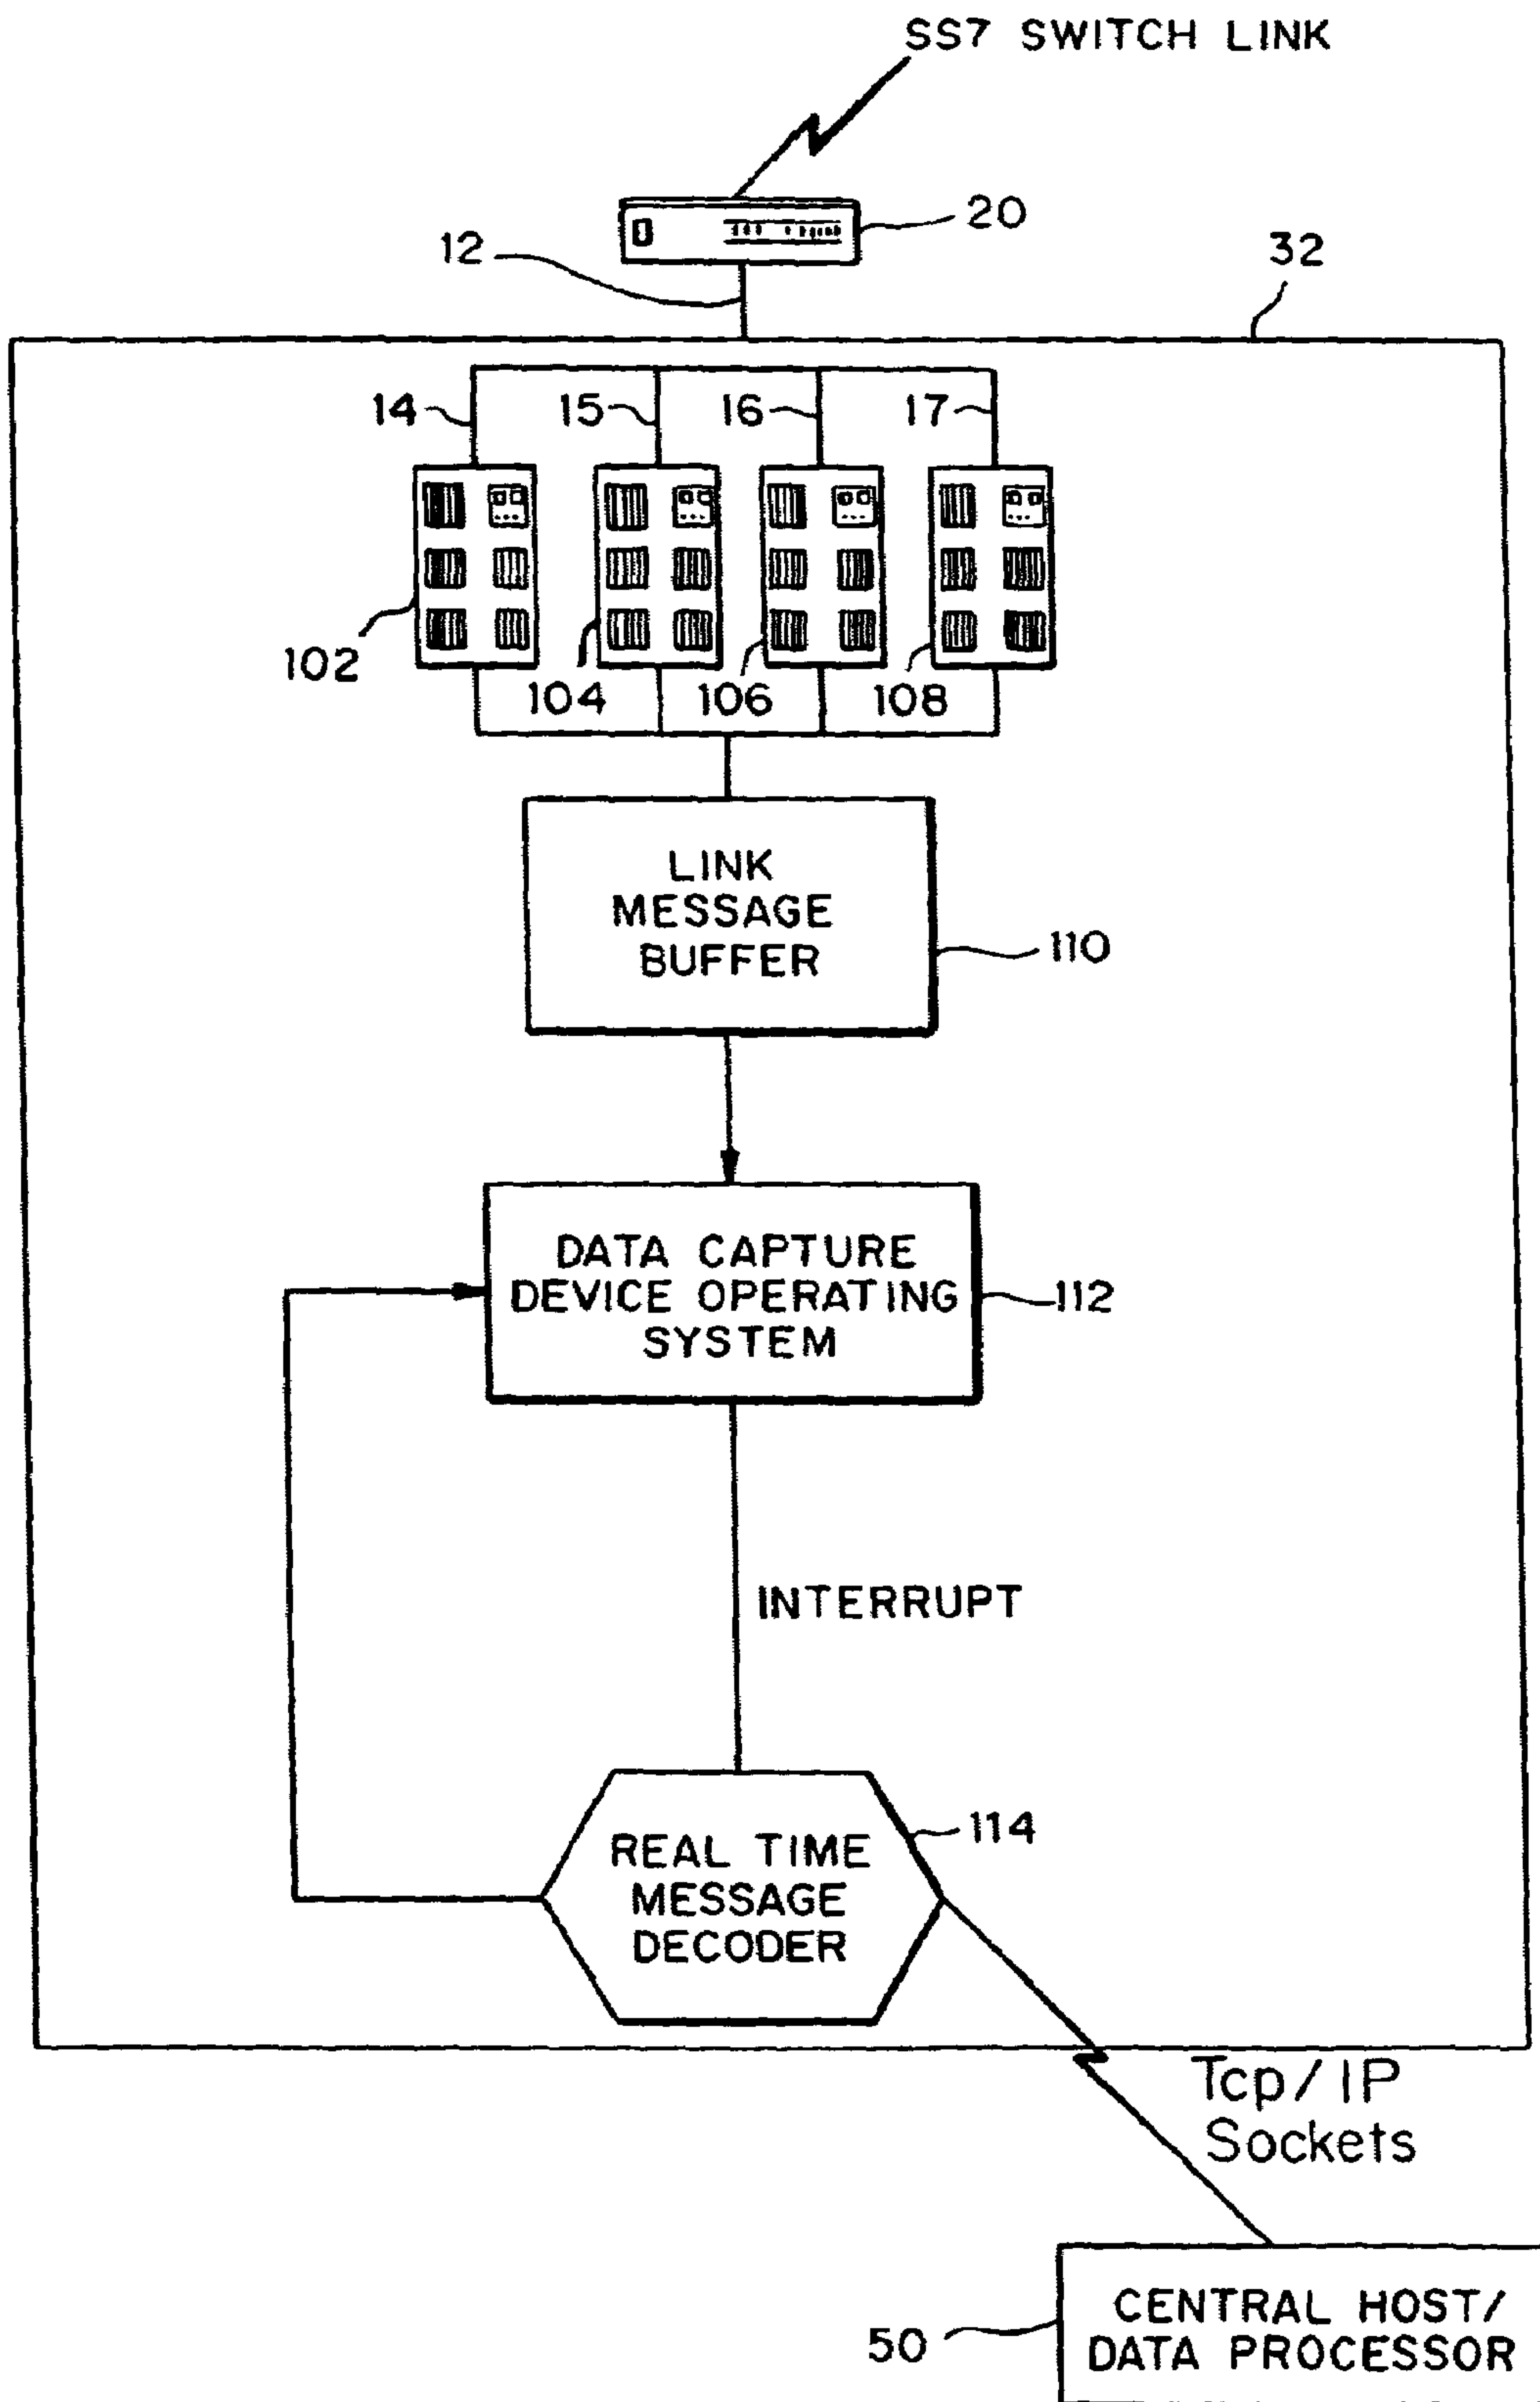 SS7 SWITCH LINK
20
12
32
14
15
16
17
102
104
106
108
LINK
MESSAGE
BUFFER
110
DATA CAPTURE
DEVICE OPERATING
SYSTEM
112
INTERRUPT
114
REAL TIME
MESSAGE
DECODER
Tcp/IP
Sockets
50
CENTRAL HOST/
DATA PROCESSOR